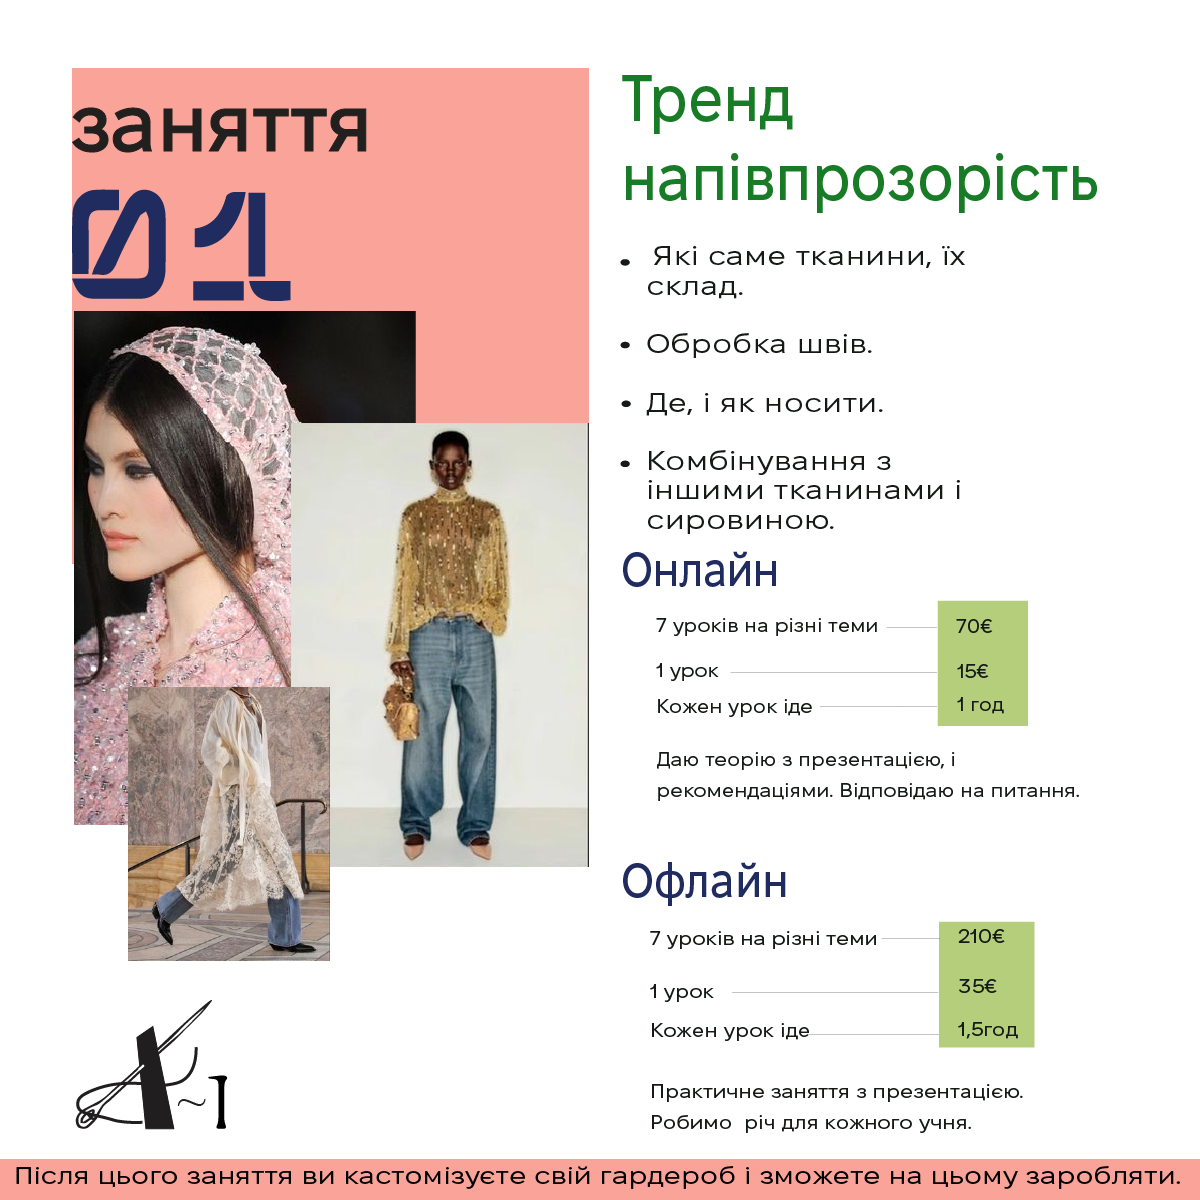 заняття
01
Тренд
напівпрозорість
• Які саме тканини, їх
склад.
• Обробка швів.
• Де, і як носити.
• Комбінування з
іншими тканинами і
сировиною.
Онлайн
7 уроків на різні теми 70€
1 урок 15€
Кожен урок іде 1 год
Даю теорію з презентацією, і
рекомендаціями. Відповідаю на питання.
Офлайн
7 уроків на різні теми 210€
1 урок 35€
Кожен урок іде 1,5год
Практичне заняття з презентацією.
Робимо річ для кожного учня.
A~1
Після цього заняття ви кастомізуєте свій гардероб і зможете на цьому заробляти.